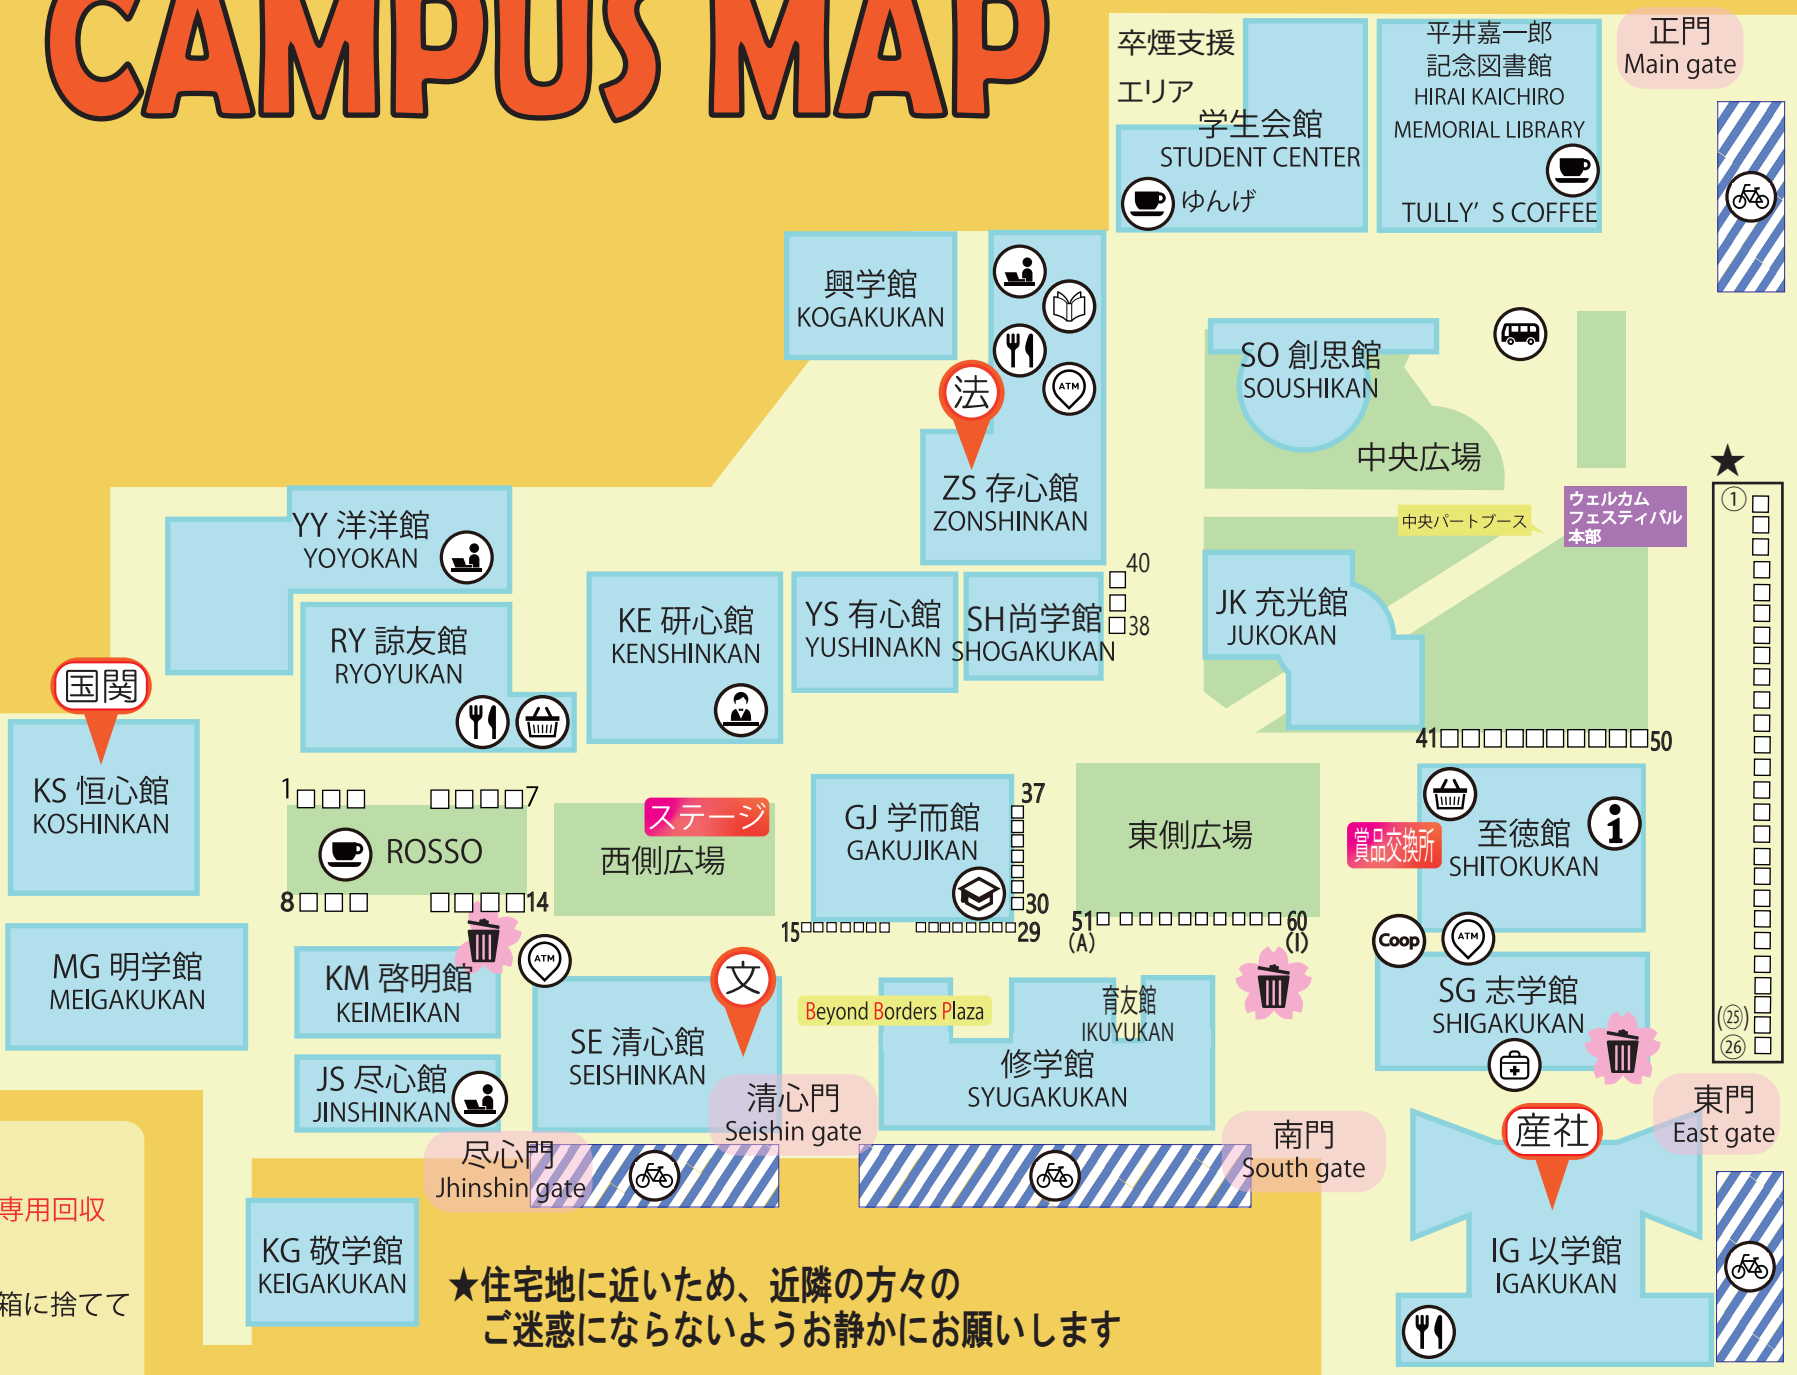 CAMPUS MAP
卒煙支援
エリア
学生会館
STUDENT CENTER
ゆんげ
平井嘉一郎
記念図書館
HIRAI KAICHIRO
MEMORIAL LIBRARY
TULLY’S COFFEE
正門
Main gate
興学館
KOGAKUKAN
ATM
法
ZS 存心館
ZONSHINKAN
SO 創思館
SOUSHIKAN
中央広場
中央パートブース
ウェルカム
フェスティバル
本部
★
①
(㉕)
㉖
YY 洋洋館
YOYOKAN
RY 諒友館
RYOYUKAN
KE 研心館
KENSHINKAN
YS 有心館
YUSHINAKN
SH尚学館
SHOGAKUKAN
40
38
JK 充光館
JUKOKAN
41
50
国関
KS 恒心館
KOSHINKAN
1
7
ROSSO
8
14
ステージ
西側広場
GJ 学而館
GAKUJIKAN
37
30
15
29
東側広場
51
(A)
60
(I)
賞品交換所
至徳館
SHITOKUKAN
Coop
ATM
SG 志学館
SHIGAKUKAN
MG 明学館
MEIGAKUKAN
KM 啓明館
KEIMEIKAN
ATM
文
SE 清心館
SEISHINKAN
JS 尽心館
JINSHINKAN
Beyond Borders Plaza
育友館
IKUYUKAN
修学館
SYUGAKUKAN
清心門
Seishin gate
尽心門
Jhinshin gate
南門
South gate
東門
East gate
産社
IG 以学館
IGAKUKAN
KG 敬学館
KEIGAKUKAN
専用回収
箱に捨てて
★住宅地に近いため、近隣の方々の
ご迷惑にならないようお静かにお願いします